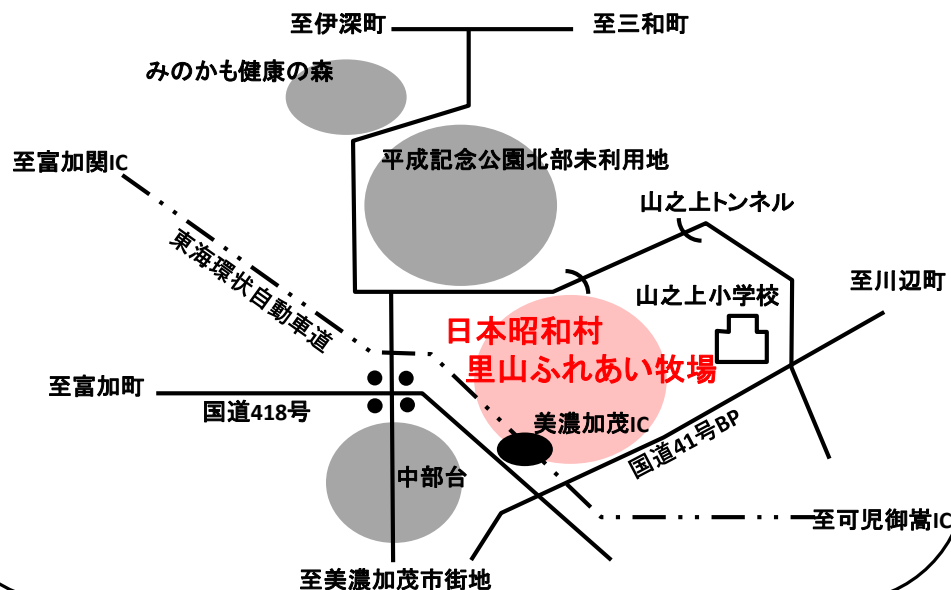 至伊深町
至三和町
みのかも健康の森
平成記念公園北部未利用地
至富加関IC
山之上トンネル
東海環状自動車道
至川辺町
山之上小学校
日本昭和村
里山ふれあい牧場
至富加町
国道418号
美濃加茂IC
国道41号BP
中部台
至可児御嵩IC
至美濃加茂市街地